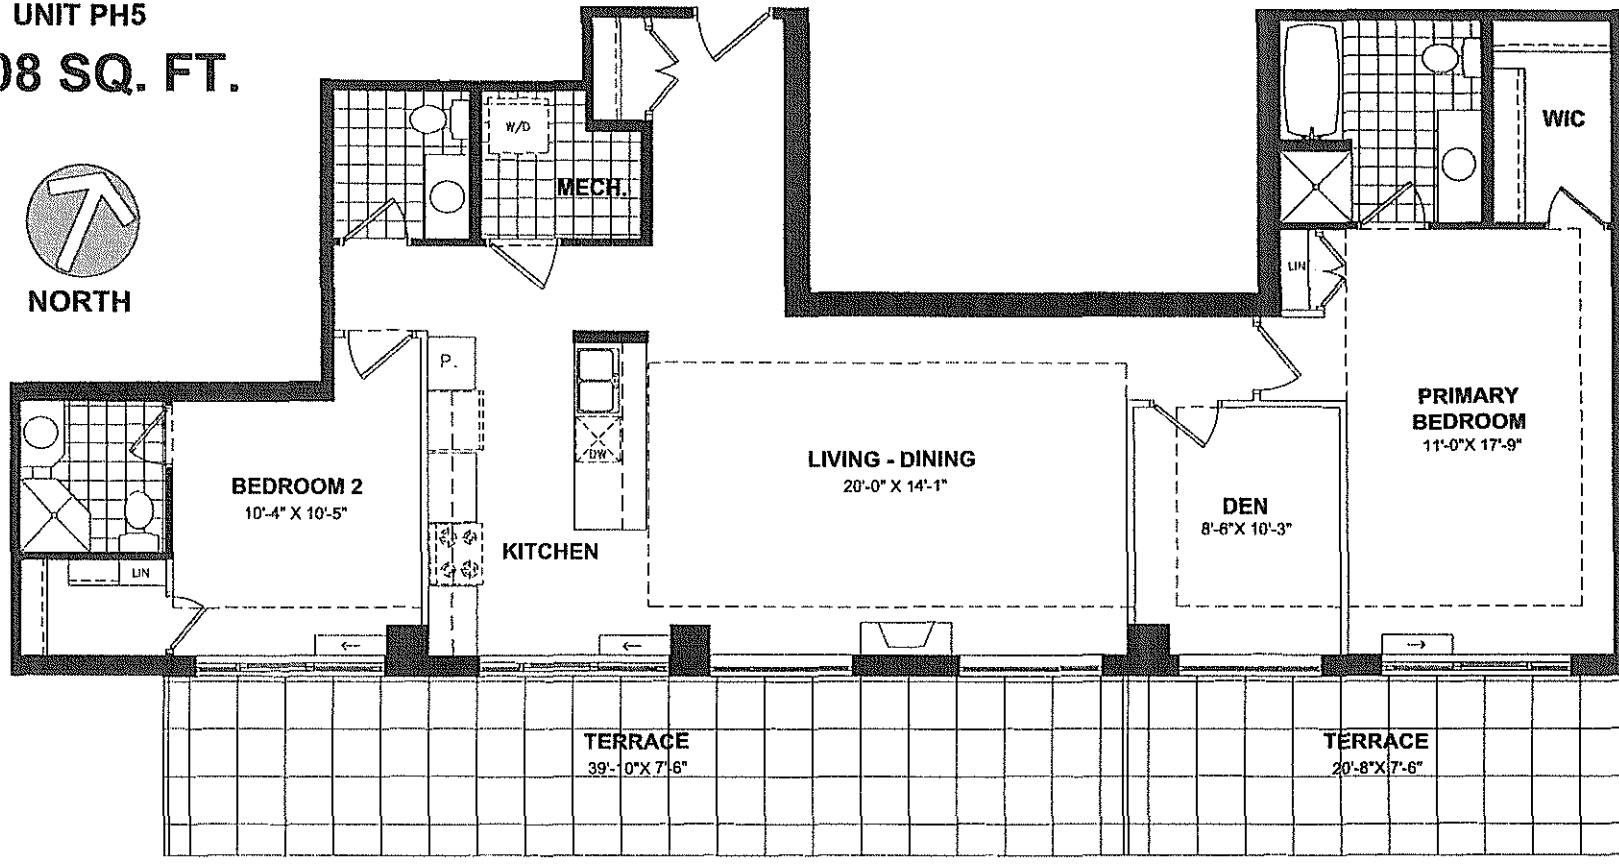 UNIT PH5
08 SQ. FT.
NORTH
W/D
MECH.
WIC
LIN
P.
DW
PRIMARY
BEDROOM
11'-0"X 17'-9"
LIVING - DINING
20'-0" X 14'-1"
BEDROOM 2
10'-4" X 10'-5"
DEN
8'-6"X 10'-3"
KITCHEN
LIN
TERRACE
39'-10"X 7'-6"
TERRACE
20'-8"X 7'-6"